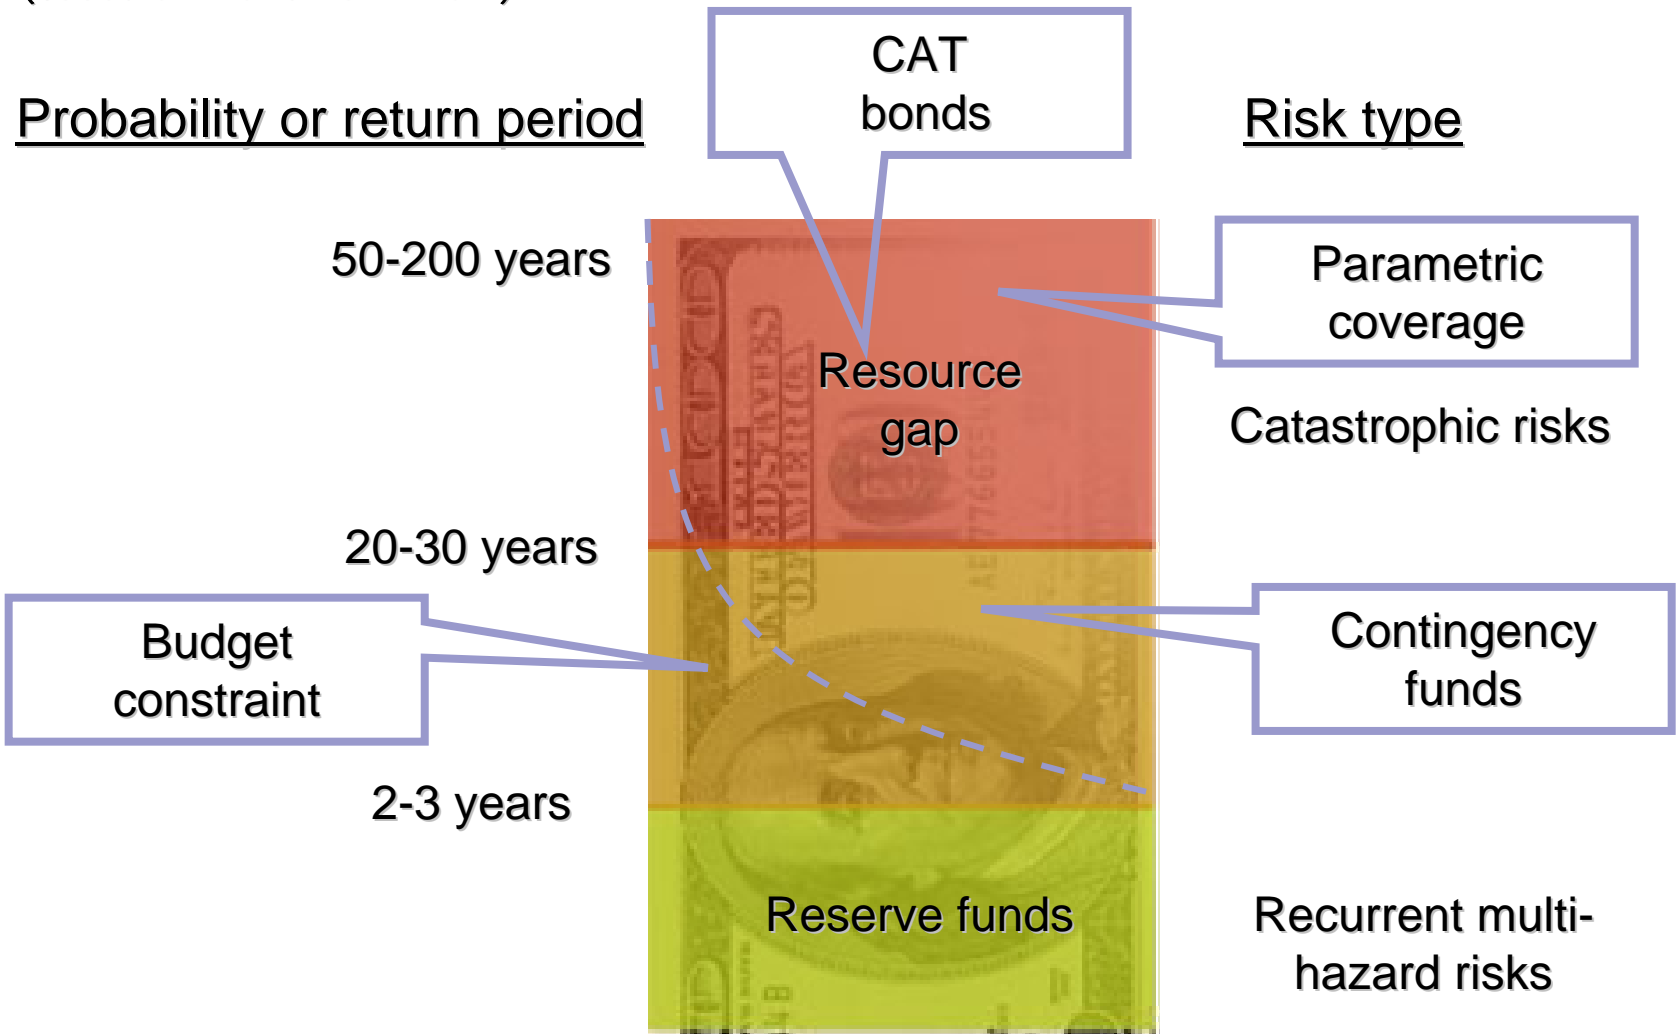 CAT
bonds
Probability or return period
Risk type
50-200 years
Parametric
coverage
Resource
gap
Catastrophic risks
20-30 years
Budget
constraint
Contingency
funds
2-3 years
Reserve funds
Recurrent multi-
hazard risks